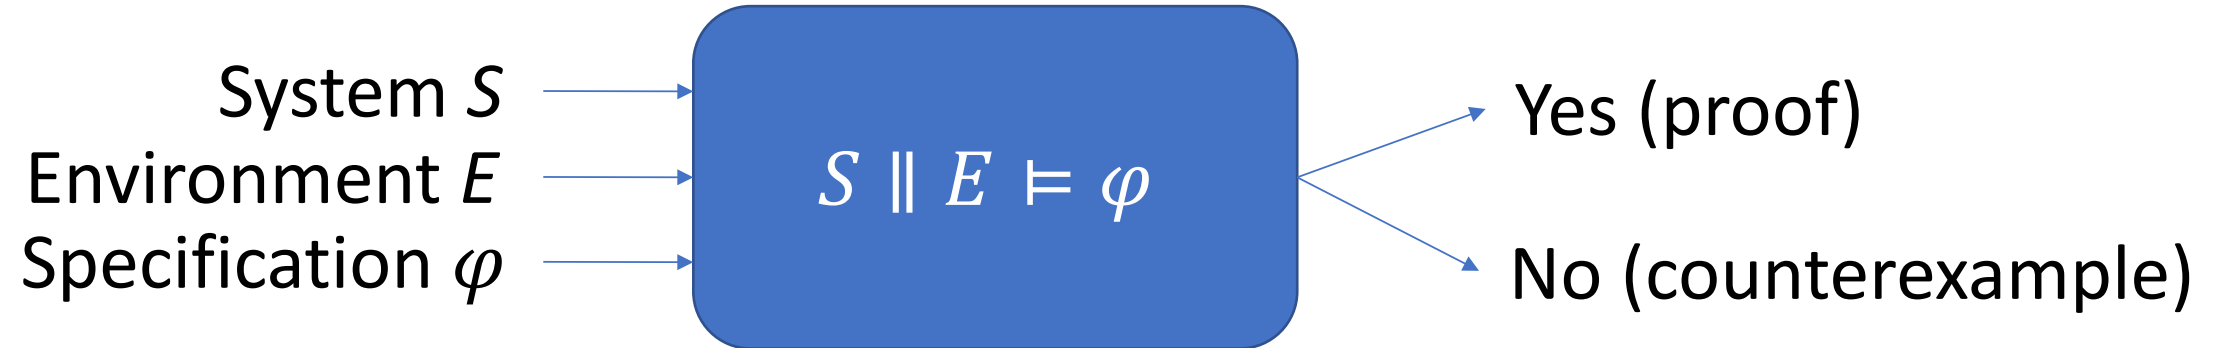 System S
Environment E
Specification φ
S ∥ E ⊨ φ
Yes (proof)
No (counterexample)